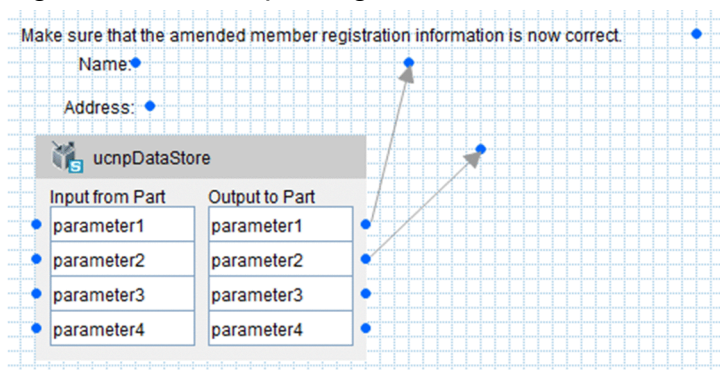 Make sure that the amended member registration information is now correct.
Name:
Address:
S ucnpDataStore
Input from Part Output to Part
parameter1 parameter1
parameter2 parameter2
parameter3 parameter3
parameter4 parameter4